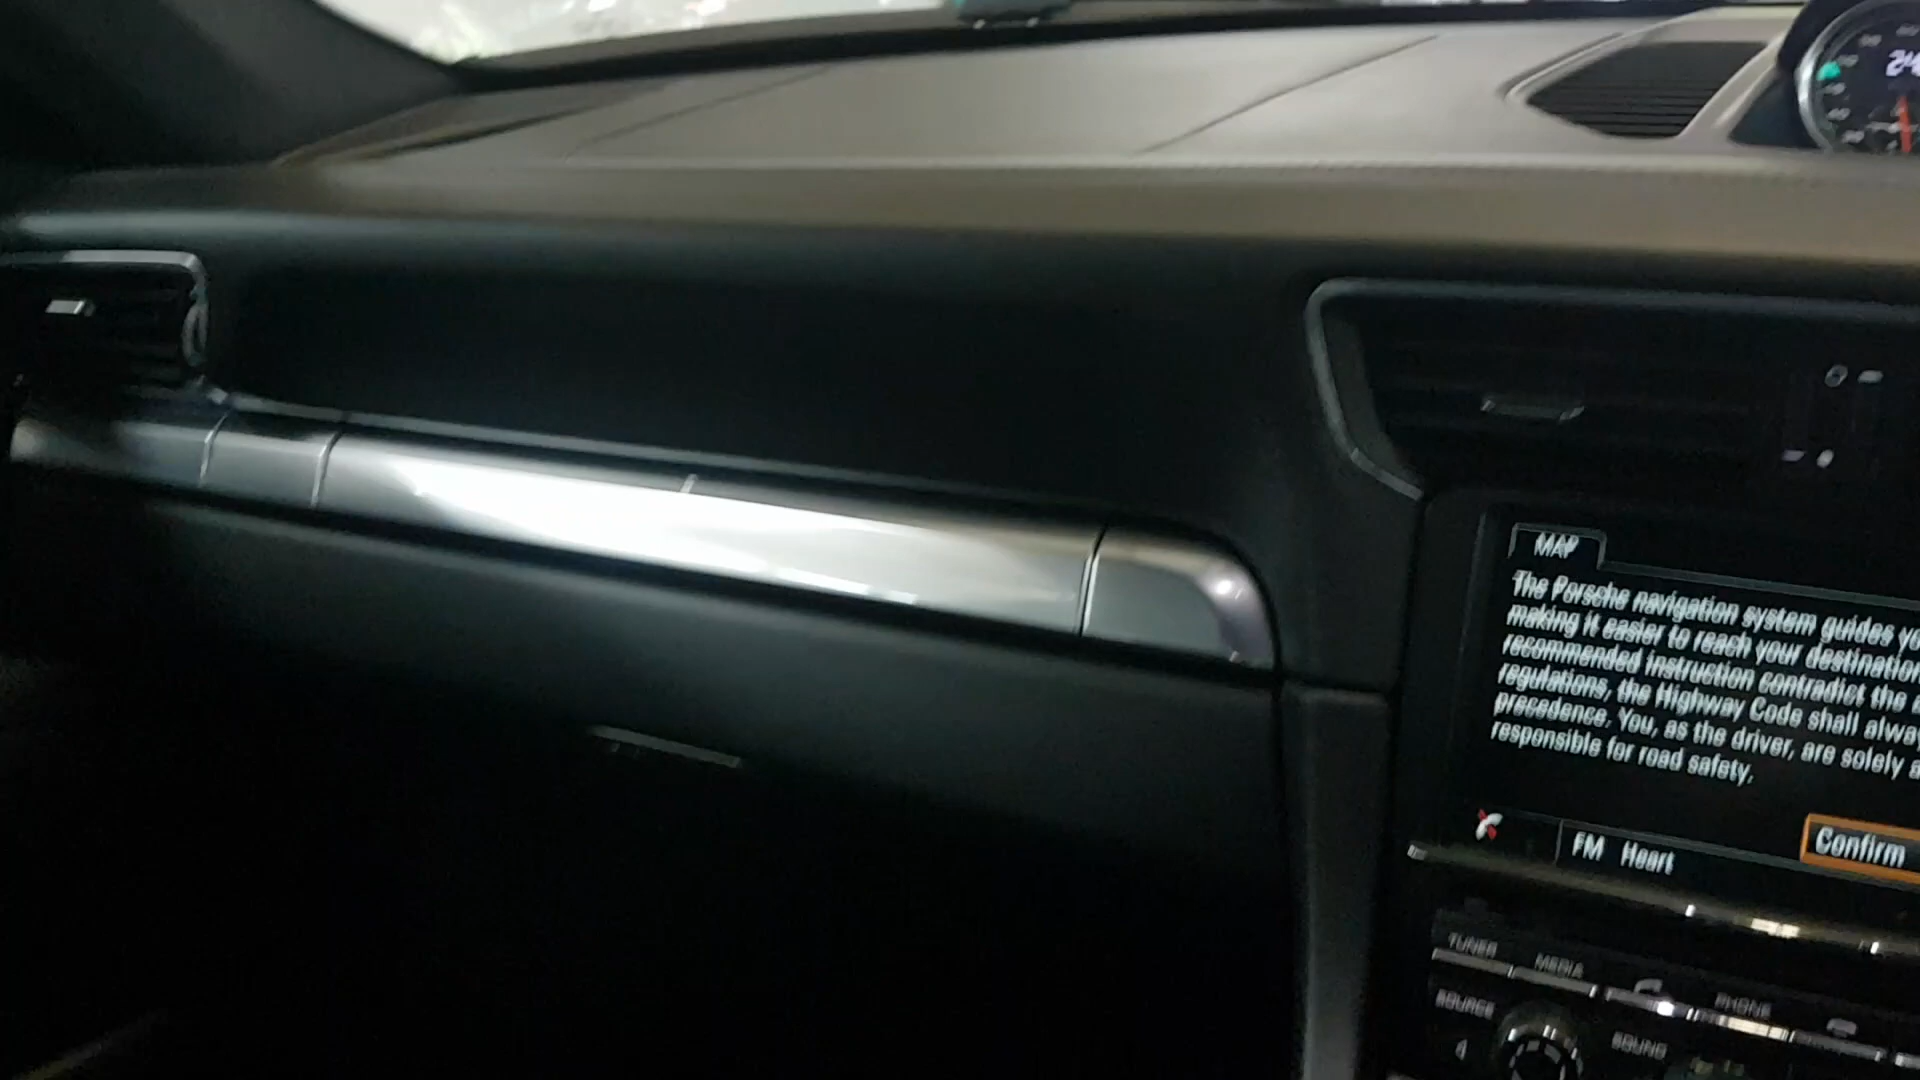 MAP
The Porsche navigation system guides
making it easier to reach your destination
recommended instruction contradict the
regulations, the Highway Code shall
precedence. You, as the driver, are solely
responsible for road safety.
Confirm
FM Heart
TUNER
MEDIA
PHONE
SOURCE
SOUND